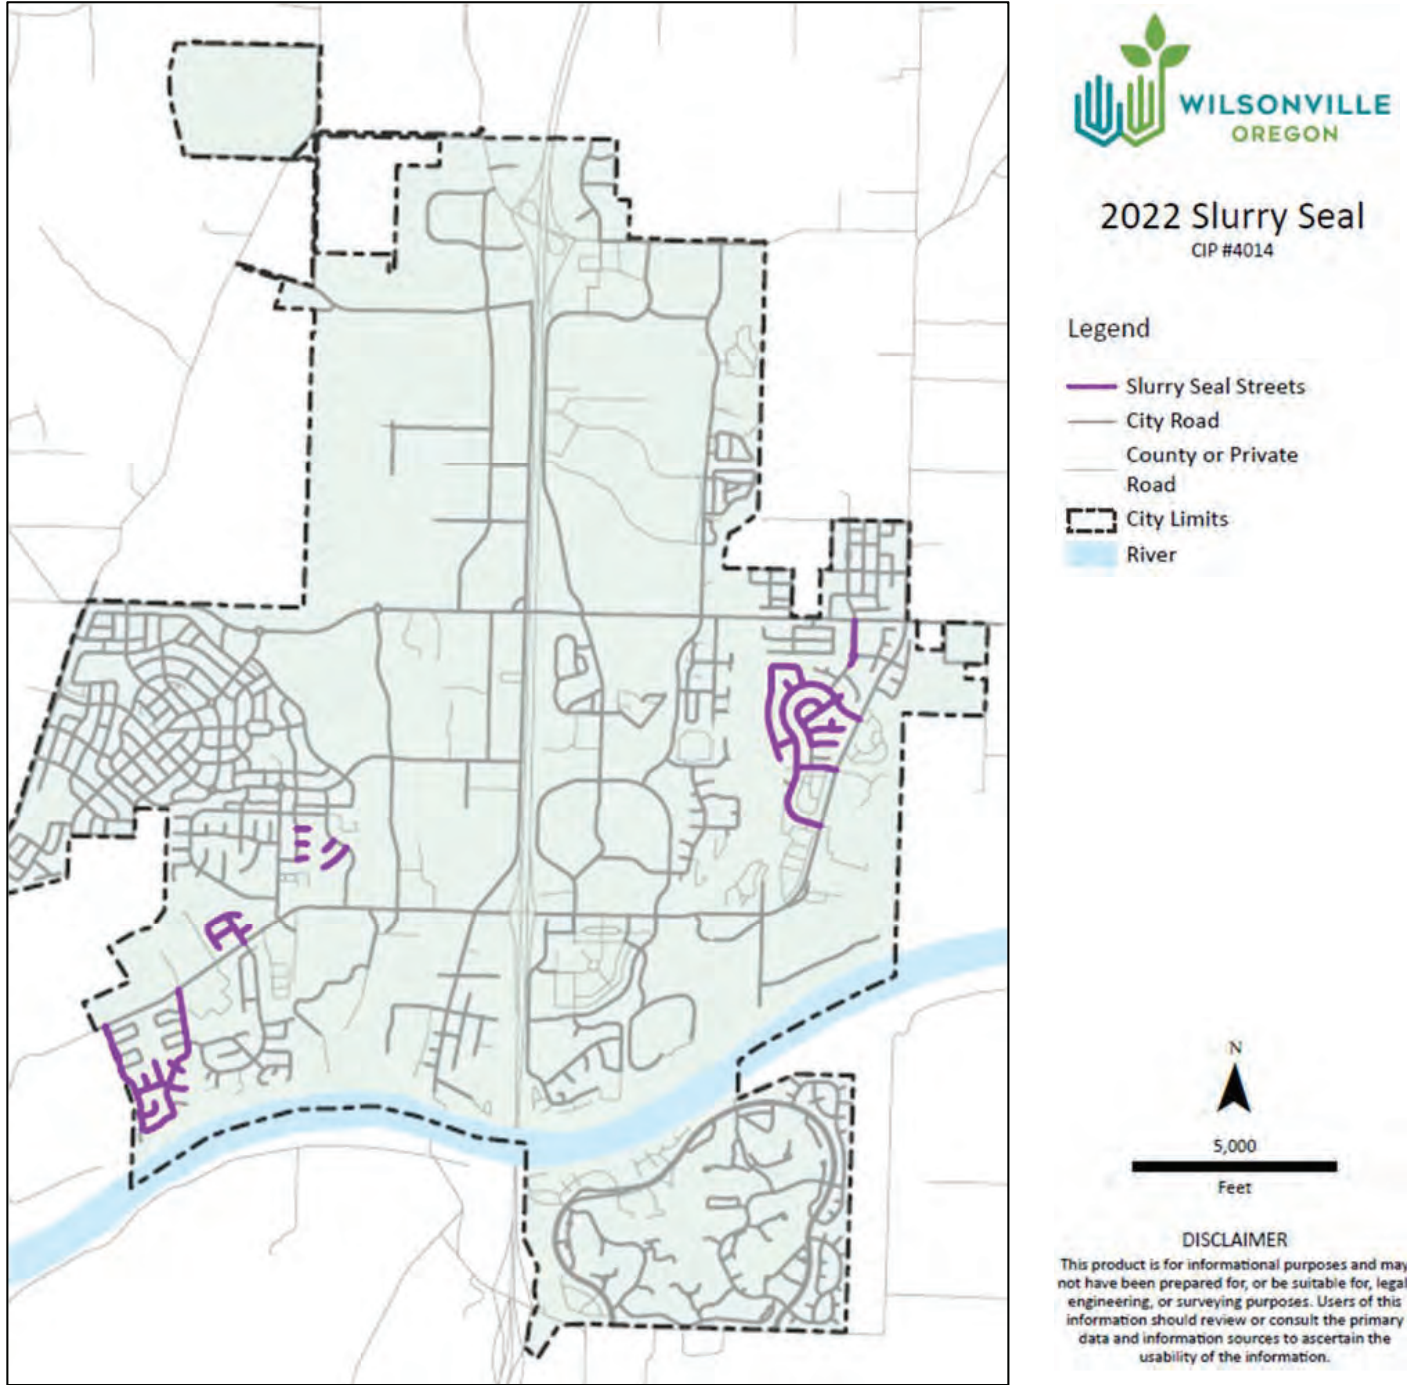 WILSONVILLE
OREGON
2022 Slurry Seal
CIP #4014
Legend
Slurry Seal Streets
City Road
County or Private
Road
City Limits
River
N
5,000
Feet
DISCLAIMER
This product is for informational purposes and may
not have been prepared for, or be suitable for, legal,
engineering, or surveying purposes. Users of this
information should review or consult the primary
data and information sources to ascertain the
usability of the information.